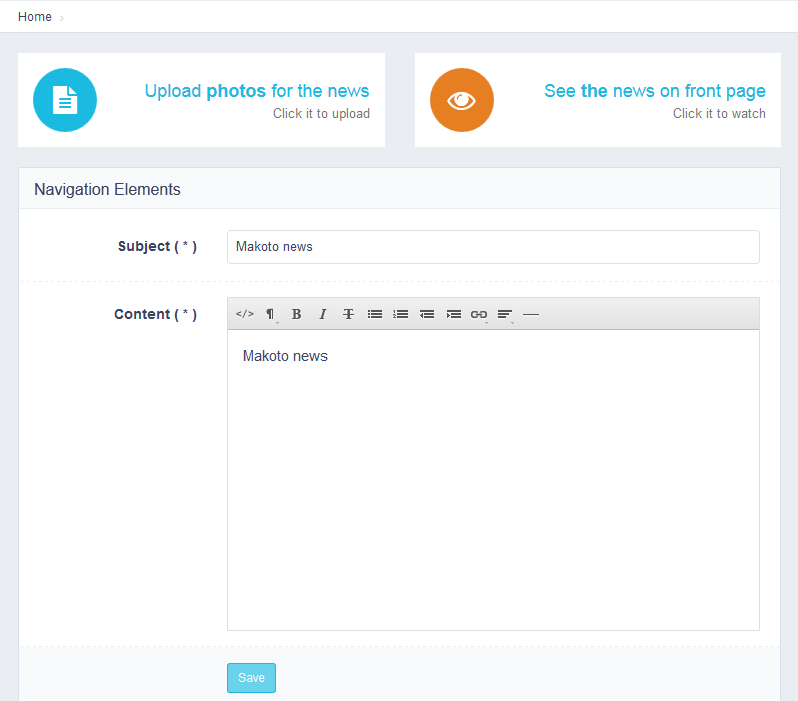 Home ›
Upload photos for the news
Click it to upload
See the news on front page
Click it to watch
Navigation Elements
Subject ( * )
Makoto news
Content ( * )
</> ¶ B I T
Makoto news
Save